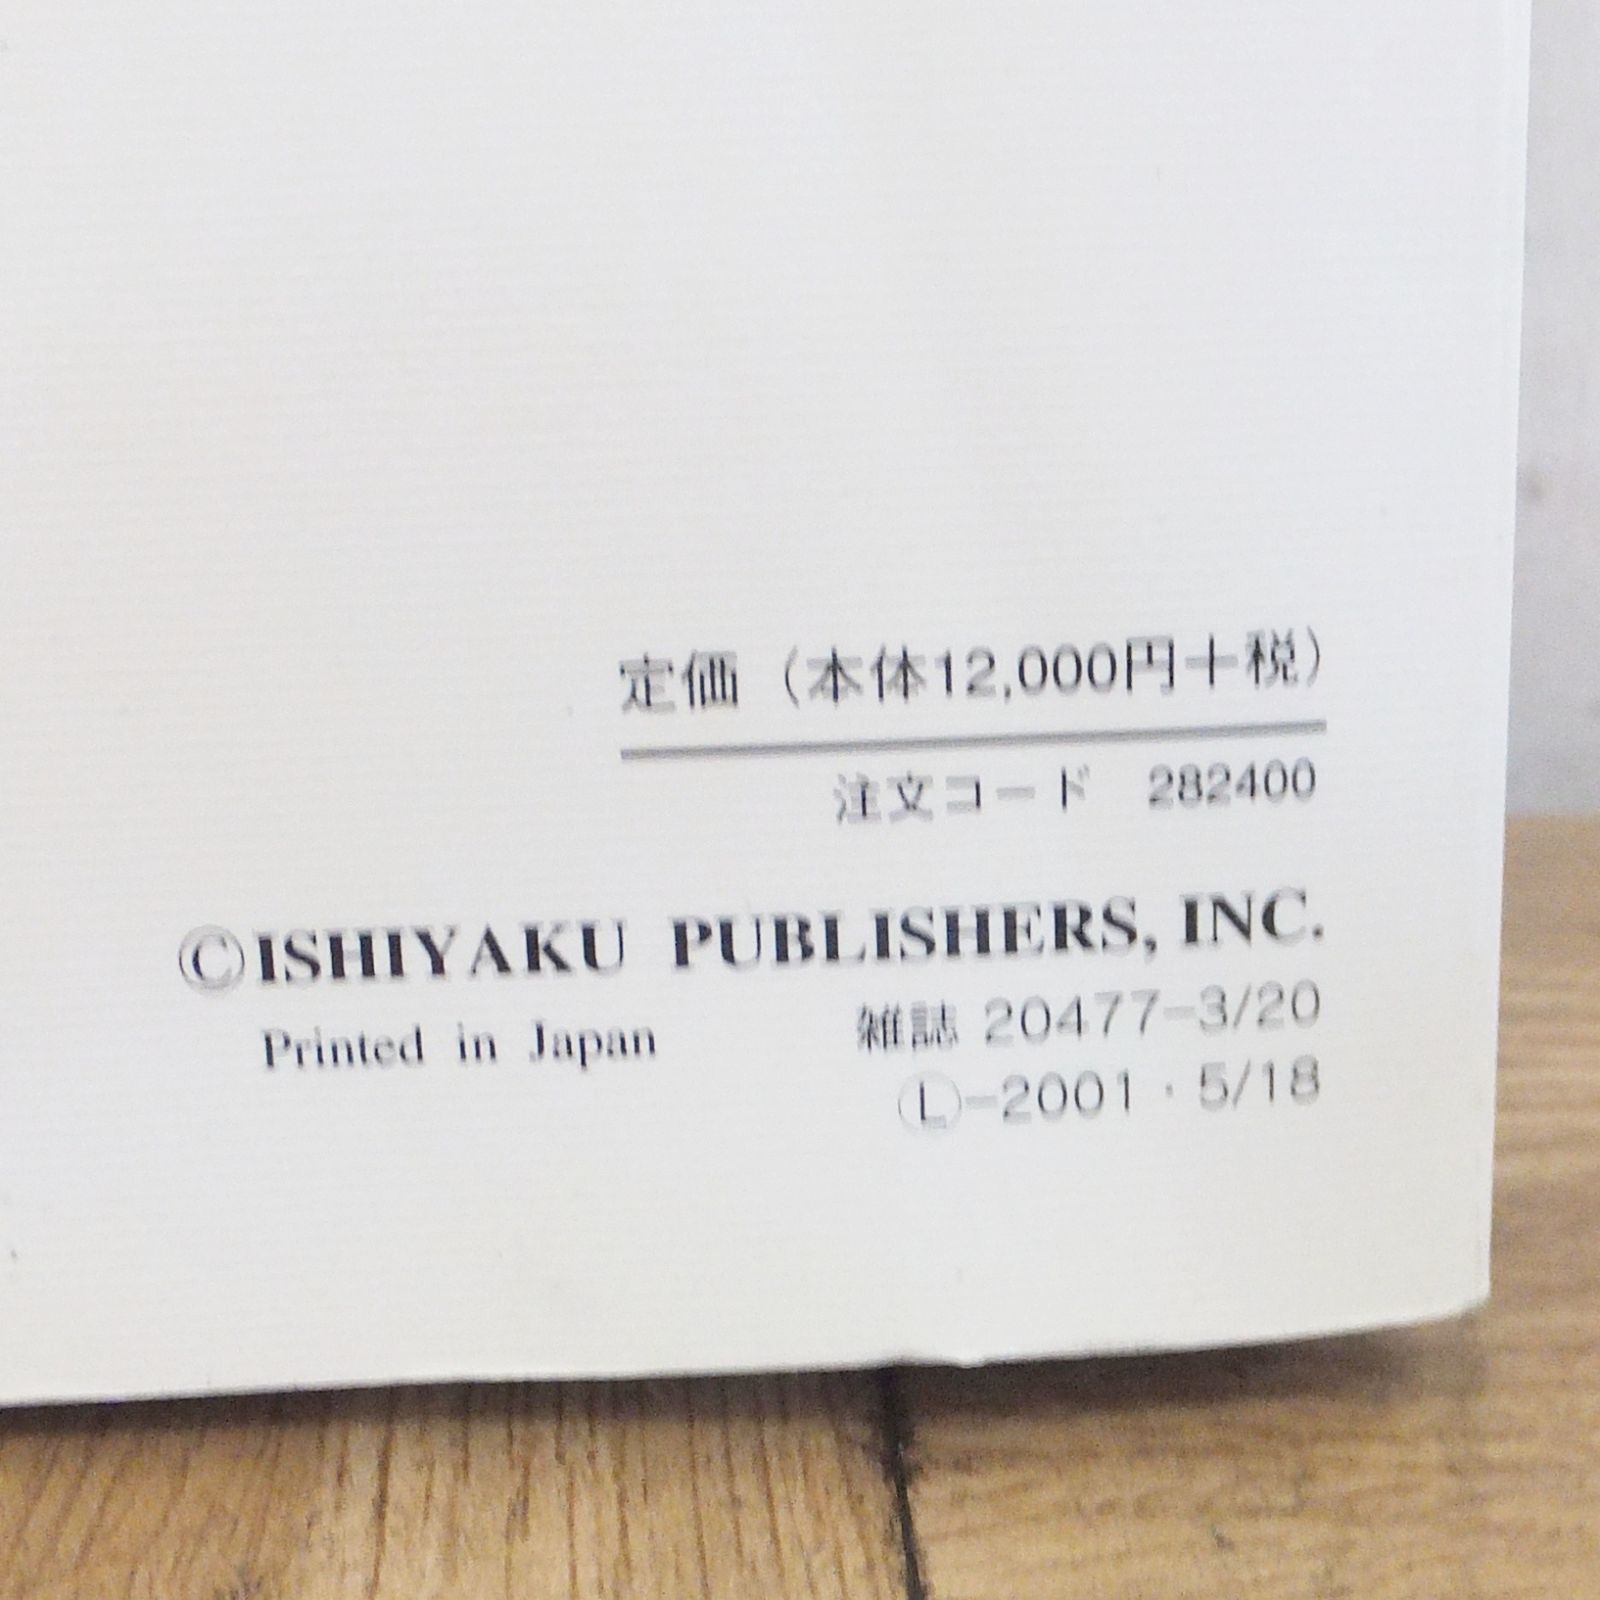 定価（本体12,000円＋税）
注文コード　282400
©ISHIYAKU PUBLISHERS, INC.
Printed in Japan　雑誌 20477-3/20
Ⓛ-2001・5/18